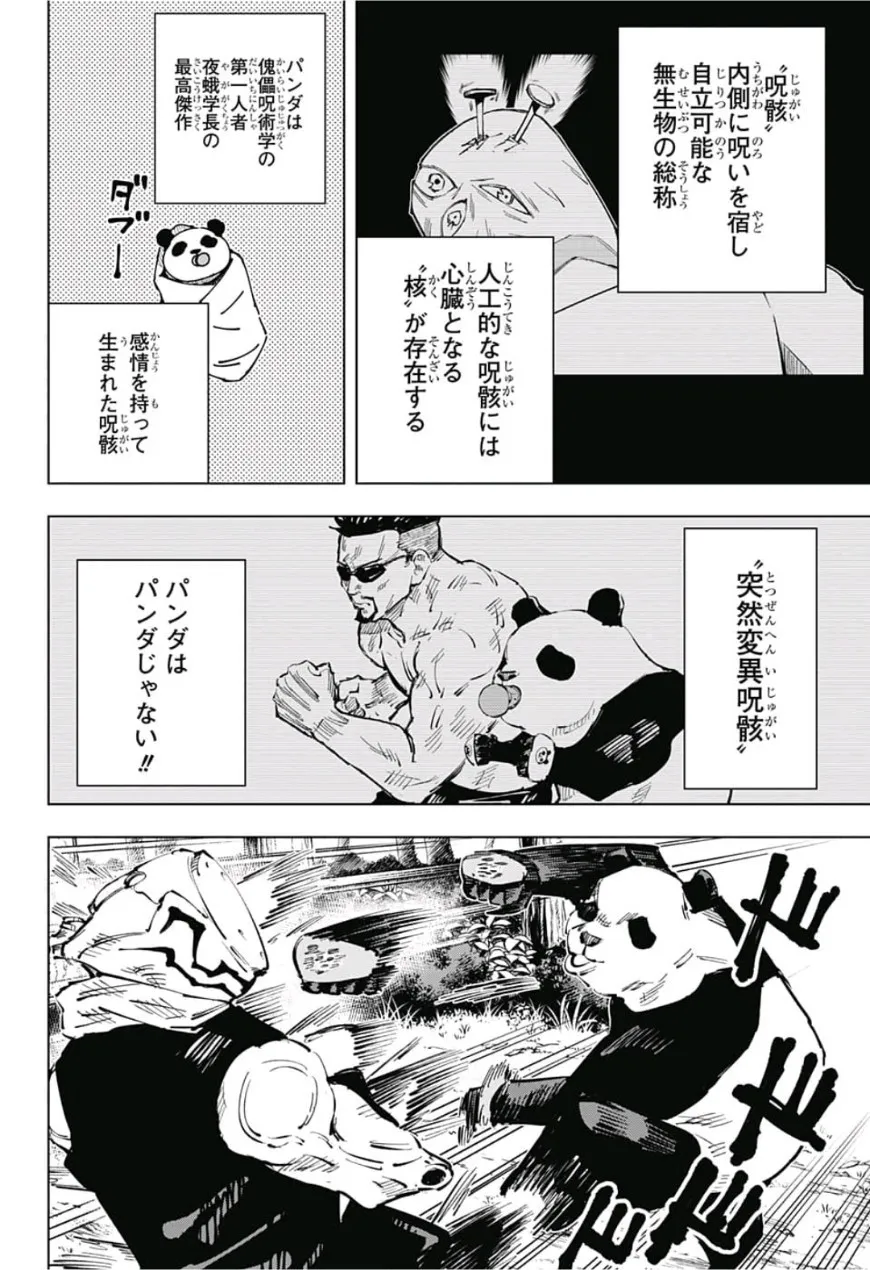 〝呪骸〟
内側に呪いを宿し
自立可能な
無生物の総称
人工的な呪骸には
心臓となる
〝核〟が存在する
パンダは
傀儡呪術学の
第一人者
夜蛾学長の
最高傑作
ダブー
感情を持って
生まれた呪骸
〝突然変異呪骸〟
パンダは
パンダじゃない!!
モモモモモ